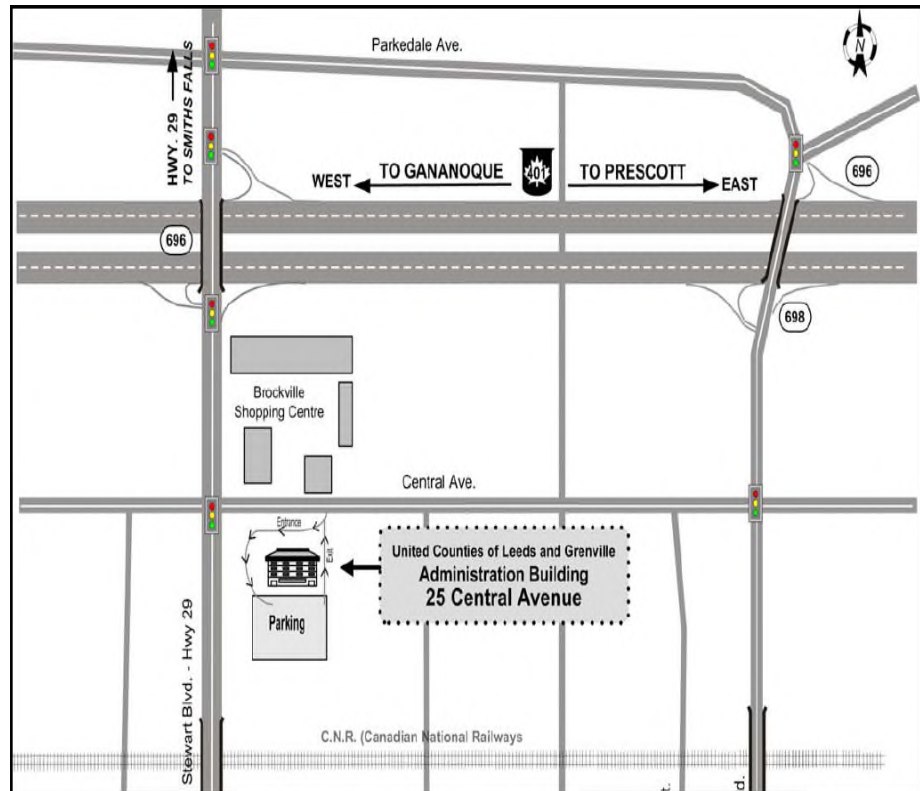 Parkedale Ave.
N
HWY. 29
TO SMITHS FALLS
WEST
TO GANANOQUE
401
TO PRESCOTT
EAST
696
696
698
Brockville
Shopping Centre
Central Ave.
Entrance
Exit
United Counties of Leeds and Grenville
Administration Building
25 Central Avenue
Parking
Stewart Blvd. - Hwy 29
C.N.R. (Canadian National Railways
t.
d.